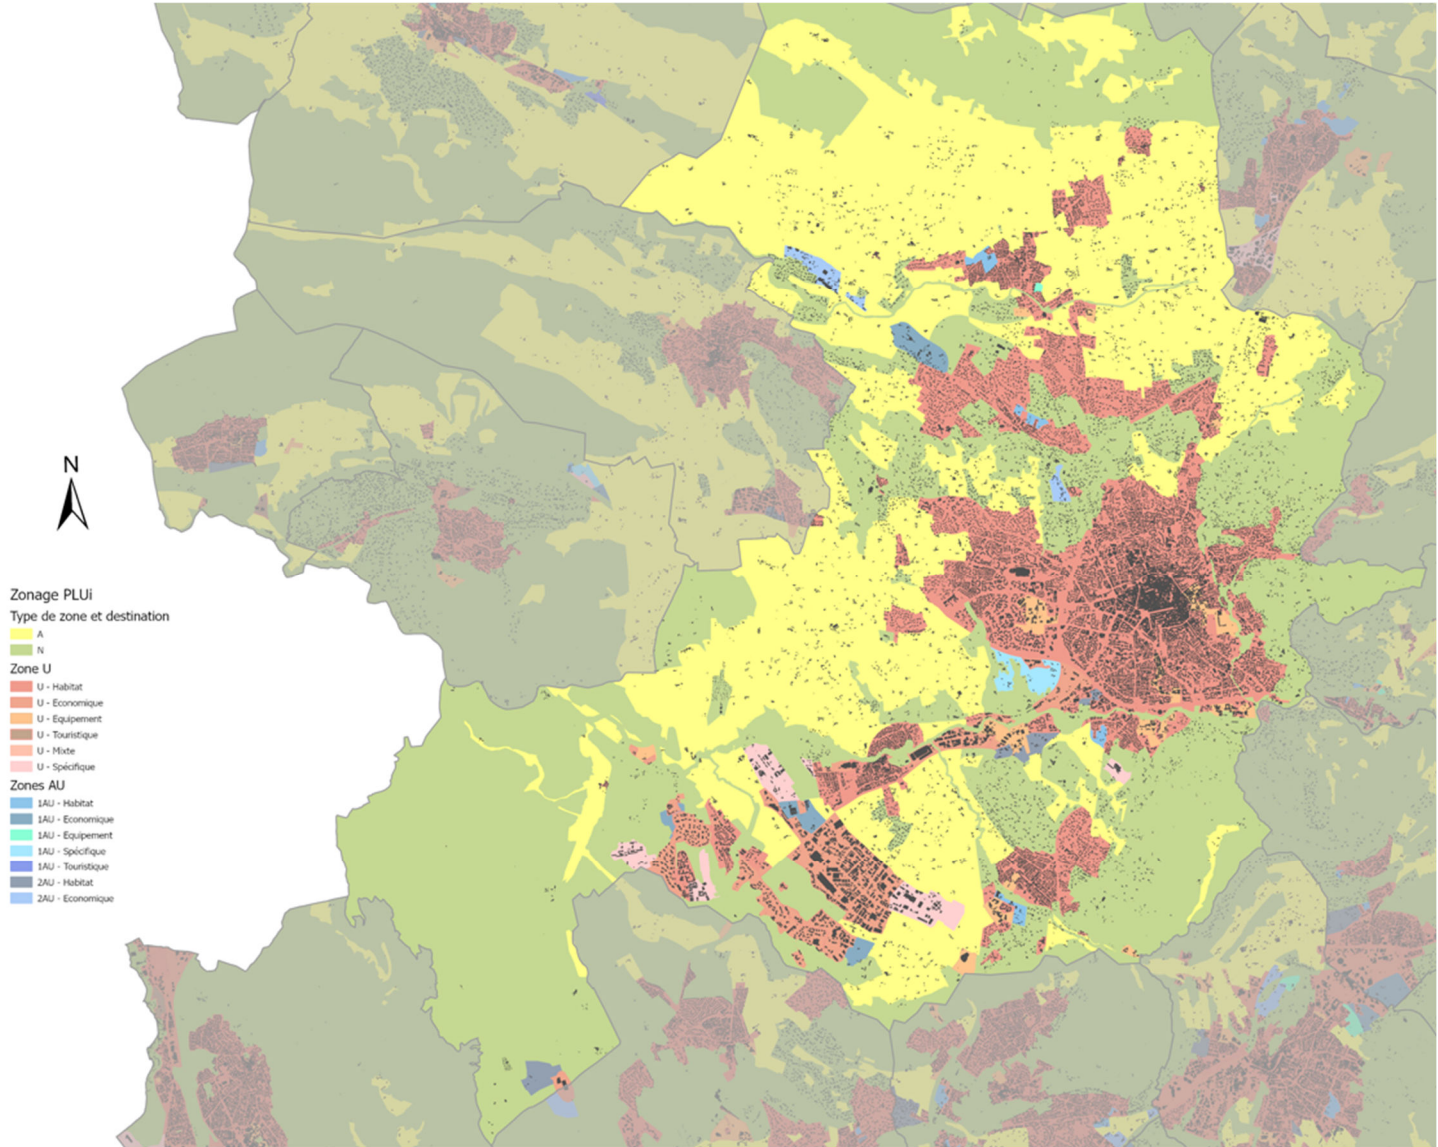 N
Zonage PLUi
Type de zone et destination
A
N
Zone U
U - Habitat
U - Economique
U - Equipement
U - Touristique
U - Mixte
U - Spécifique
Zones AU
1AU - Habitat
1AU - Economique
1AU - Equipement
1AU - Spécifique
1AU - Touristique
2AU - Habitat
2AU - Economique